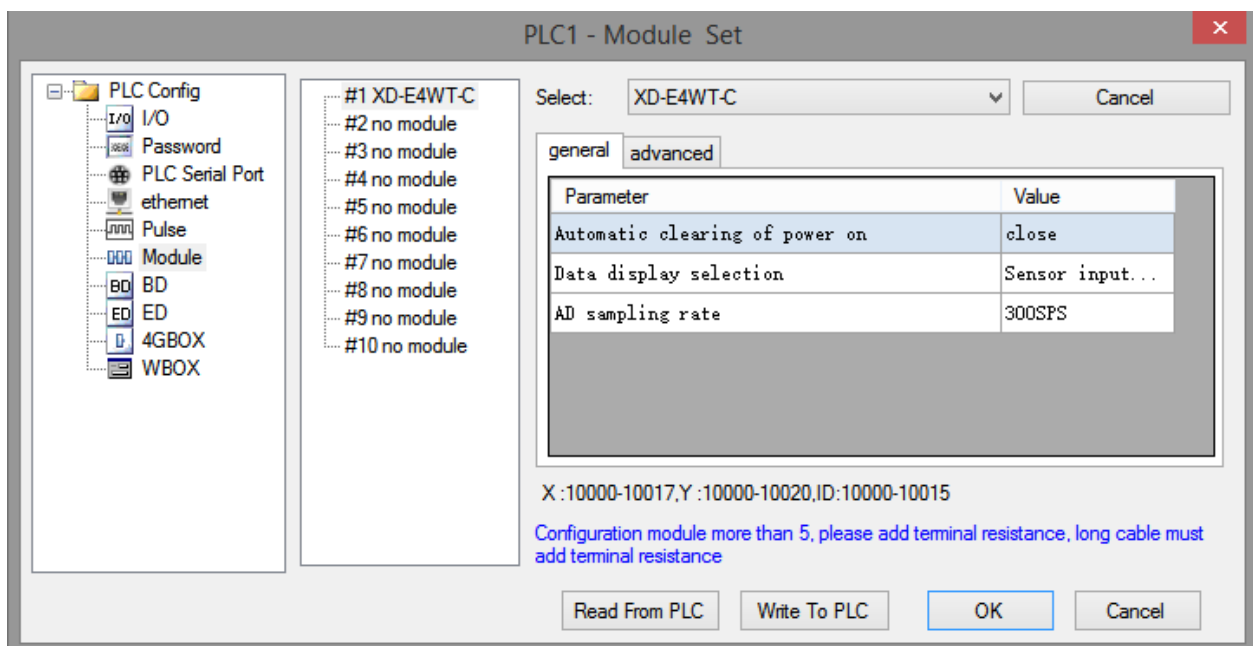 PLC1 - Module Set
PLC Config
I/O I/O
Password
PLC Serial Port
ethernet
Pulse
Module
BD BD
ED ED
4GBOX
WBOX
#1 XD-E4WT-C
#2 no module
#3 no module
#4 no module
#5 no module
#6 no module
#7 no module
#8 no module
#9 no module
#10 no module
Select: XD-E4WT-C Cancel
general advanced
Parameter Value
Automatic clearing of power on close
Data display selection Sensor input...
AD sampling rate 300SPS
X :10000-10017,Y :10000-10020,ID:10000-10015
Configuration module more than 5, please add terminal resistance, long cable must
add terminal resistance
Read From PLC Write To PLC OK Cancel